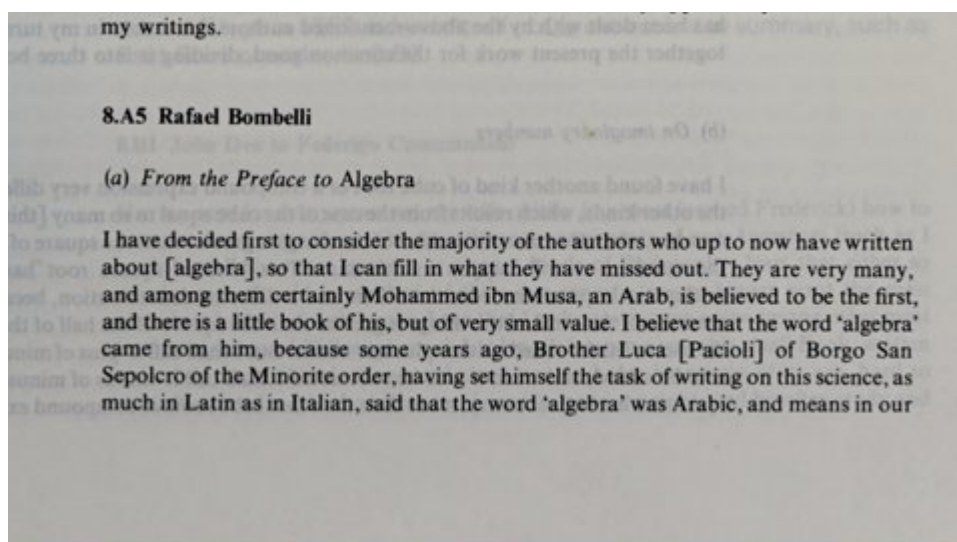 my writings.
8.A5 Rafael Bombelli
(a) From the Preface to Algebra
I have decided first to consider the majority of the authors who up to now have written
about [algebra], so that I can fill in what they have missed out. They are very many,
and among them certainly Mohammed ibn Musa, an Arab, is believed to be the first,
and there is a little book of his, but of very small value. I believe that the word ‘algebra’
came from him, because some years ago, Brother Luca [Pacioli] of Borgo San
Sepolcro of the Minorite order, having set himself the task of writing on this science, as
much in Latin as in Italian, said that the word ‘algebra’ was Arabic, and means in our